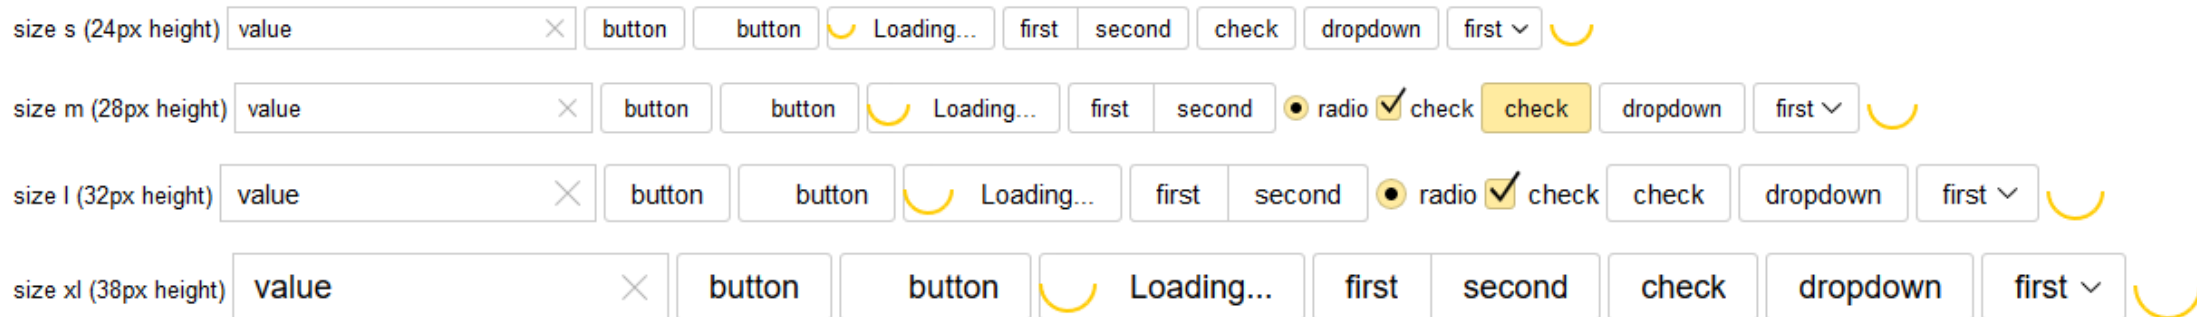 size s (24px height) value button button Loading... first second check dropdown first
size m (28px height) value button button Loading... first second radio check check dropdown first
size l (32px height) value button button Loading... first second radio check check dropdown first
size xl (38px height) value button button Loading... first second check dropdown first